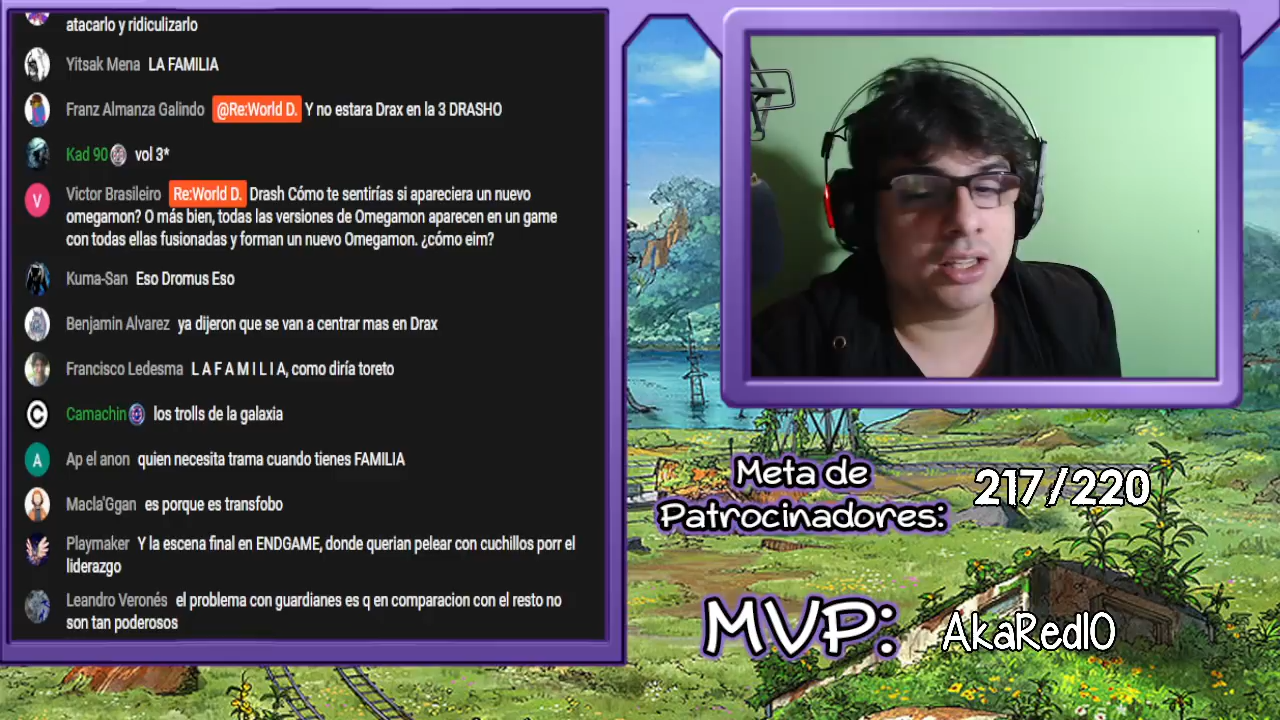 atacarlo y ridiculizarlo
Yitsak Mena LA FAMILIA
Franz Almanza Galindo @Re:World D. Y no estara Drax en la 3 DRASHO
Kad 90 vol 3*
V Victor Brasileiro Re:World D. Drash Cómo te sentirías si apareciera un nuevo
omegamon? O más bien, todas las versiones de Omegamon aparecen en un game
con todas ellas fusionadas y forman un nuevo Omegamon. ¿cómo eim?
Kuma-San Eso Dromus Eso
Benjamin Alvarez ya dijeron que se van a centrar mas en Drax
Francisco Ledesma L A F A M I L I A, como diría toreto
C Camachin los trolls de la galaxia
A Ap el anon quien necesita trama cuando tienes FAMILIA
Macla'Ggan es porque es transfobo
Playmaker Y la escena final en ENDGAME, donde querian pelear con cuchillos porr el
liderazgo
Leandro Veronés el problema con guardianes es q en comparacion con el resto no
son tan poderosos
Meta de
Patrocinadores:
217/220
MVP:
AkaRed10